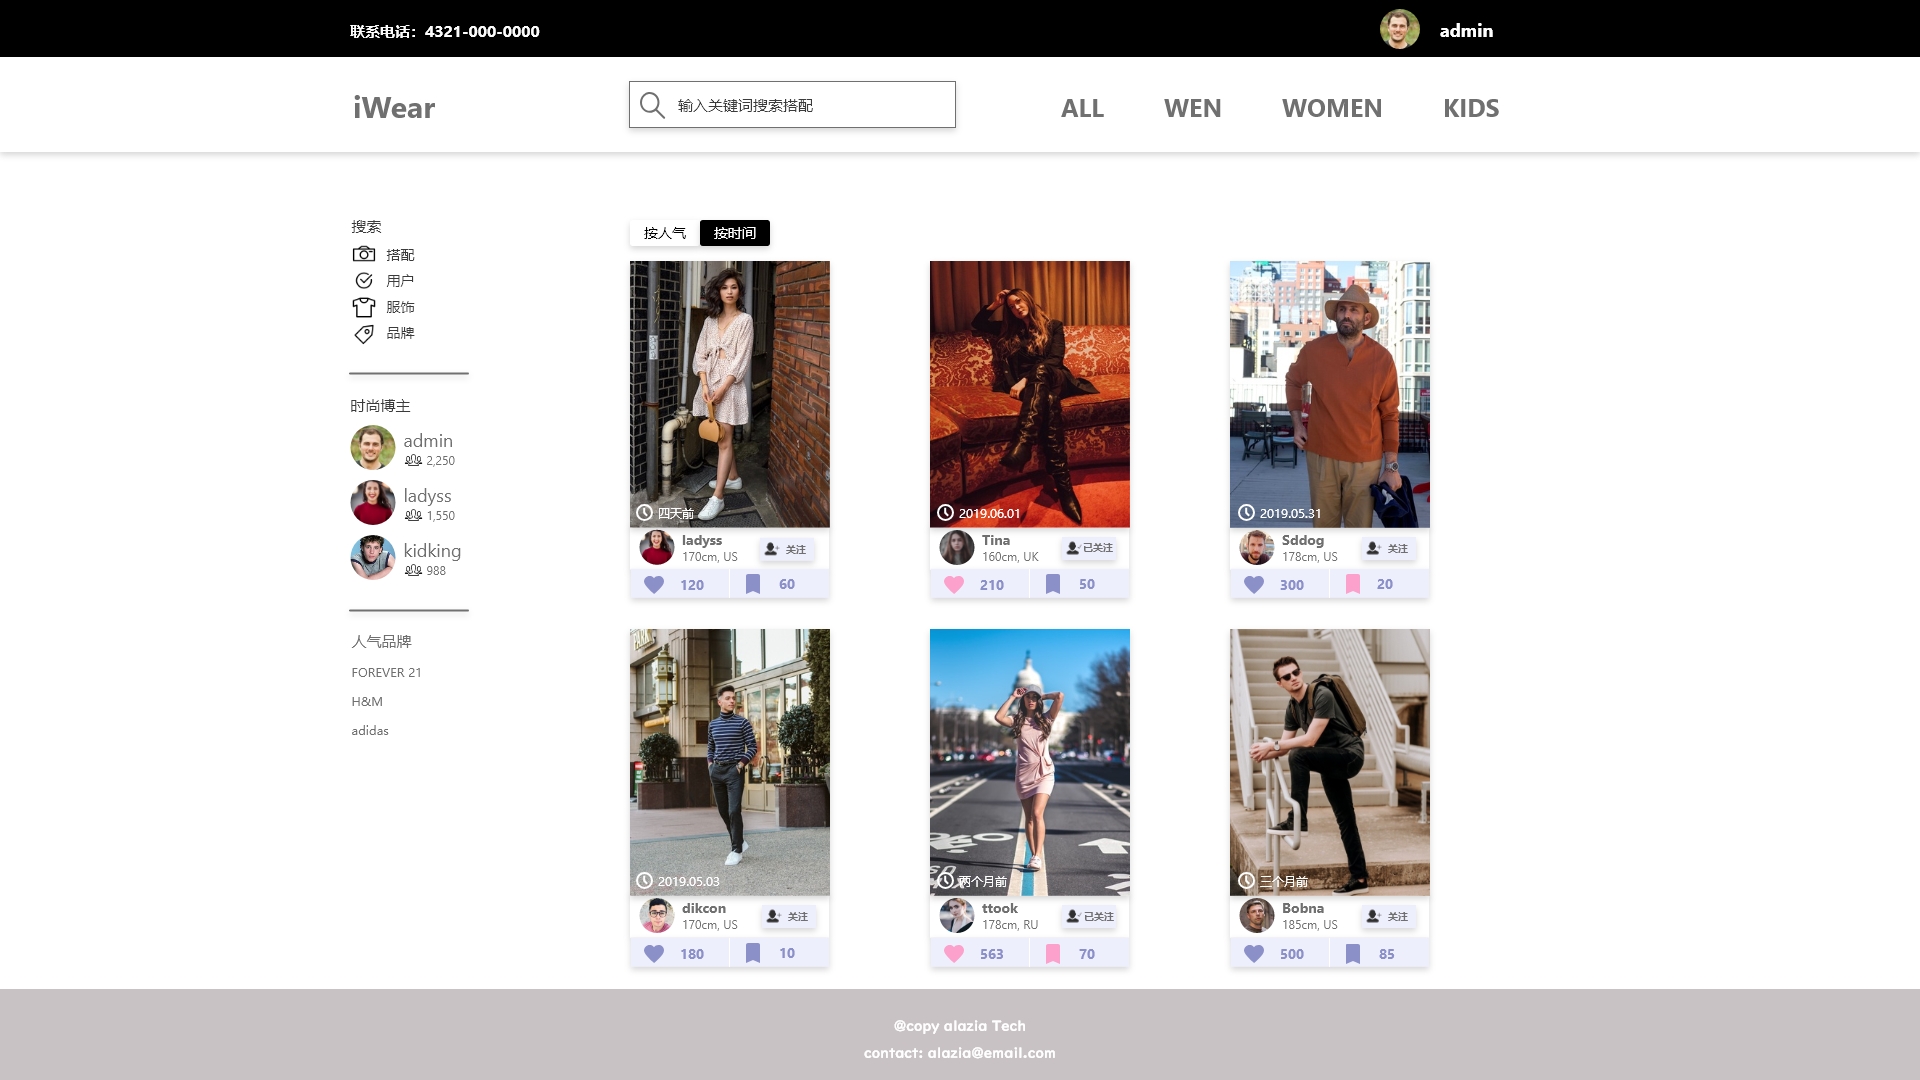 联系电话：4321-000-0000
admin
iWear
输入关键词搜索搭配
ALL WEN WOMEN KIDS
搜索
搭配
用户
服饰
品牌
时尚博主
admin
2,250
ladyss
1,550
kidking
988
人气品牌
FOREVER 21
H&M
adidas
按人气 按时间
四天前
ladyss
170cm, US
关注
120 60
2019.06.01
Tina
160cm, UK
已关注
210 50
2019.05.31
Sddog
178cm, US
关注
300 20
PARK
2019.05.03
dikcon
170cm, US
关注
180 10
两个月前
ttook
178cm, RU
已关注
563 70
三个月前
Bobna
185cm, US
关注
500 85
@copy alazia Tech
contact: alazia@email.com